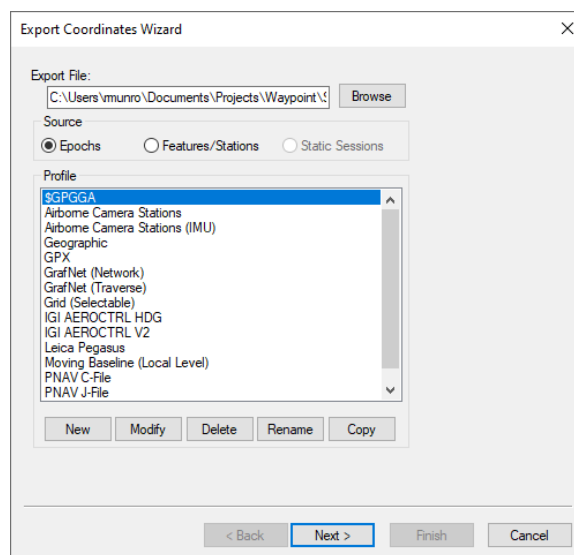 Export Coordinates Wizard
Export File:
C:\Users\rmunro\Documents\Projects\Waypoint\
Browse
Source
Epochs Features/Stations Static Sessions
Profile
$GPGGA
Airborne Camera Stations
Airborne Camera Stations (IMU)
Geographic
GPX
GrafNet (Network)
GrafNet (Traverse)
Grid (Selectable)
IGI AEROCTRL HDG
IGI AEROCTRL V2
Leica Pegasus
Moving Baseline (Local Level)
PNAV C-File
PNAV J-File
New Modify Delete Rename Copy
< Back Next > Finish Cancel